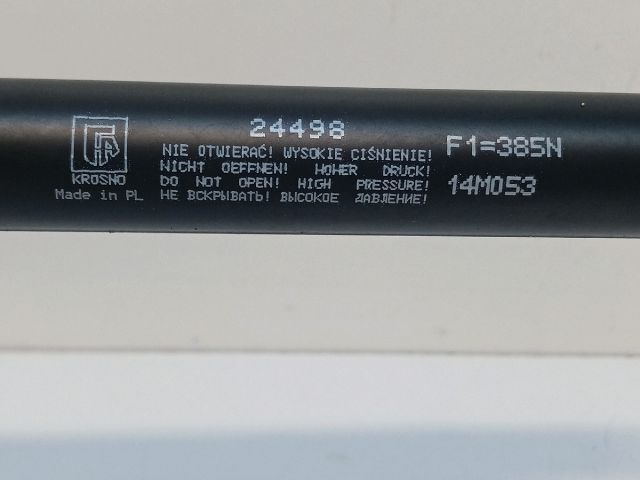 24498
NIE OTWIERAĆ! WYSOKIE CIŚNIENIE!
NICHT OEFFNEN! HOHER DRUCK!
DO NOT OPEN! HIGH PRESSURE!
НЕ ВСКРЫВАТЬ! ВЫСОКОЕ ДАВЛЕНИЕ!
KROSNO
Made in PL
F1=385N
14M053